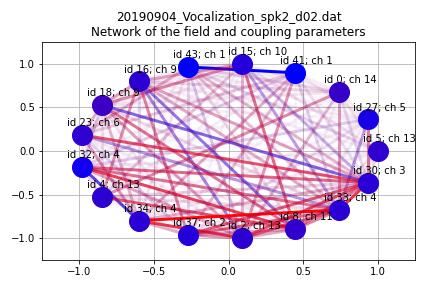 20190904_Vocalization_spk2_d02.dat
Network of the field and coupling parameters
id 15; ch 10
id 43; ch 1
id 41; ch 1
id 16; ch 9
id 0; ch 14
id 18; ch 9
id 27; ch 5
id 23; ch 6
id 5; ch 13
id 32; ch 4
id 30; ch 3
id 4; ch 13
id 33; ch 4
id 34; ch 4
id 8; ch 11
id 37; ch 2
id 2; ch 13
1.0
0.5
0.0
−0.5
−1.0
−1.0 −0.5 0.0 0.5 1.0